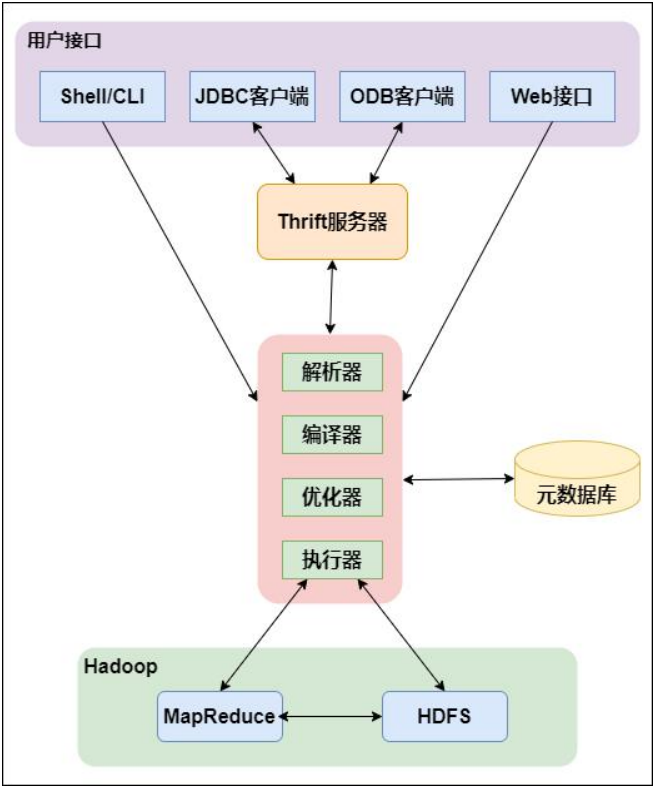 用户接口
Shell/CLI
JDBC客户端
ODB客户端
Web接口
Thrift服务器
解析器
编译器
优化器
执行器
元数据库
Hadoop
MapReduce
HDFS